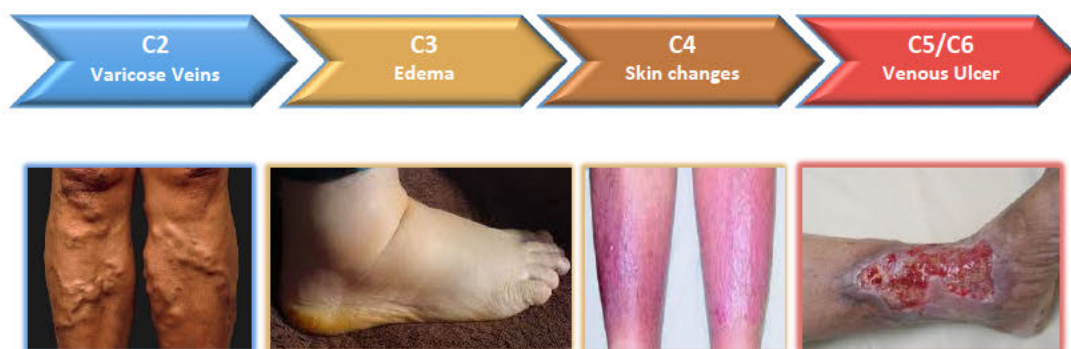 C2
Varicose Veins
C3
Edema
C4
Skin changes
C5/C6
Venous Ulcer